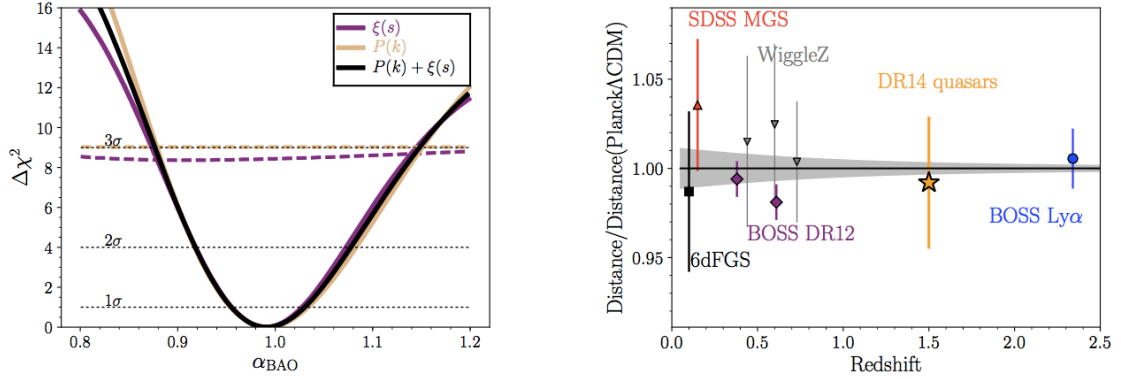 16
14
12
10
8
6
4
2
0
Δχ²
3σ
2σ
1σ
ξ(s)
P(k)
P(k) + ξ(s)
0.8
0.9
1.0
1.1
1.2
α_BAO
Distance/Distance(PlanckΛCDM)
1.05
1.00
0.95
SDSS MGS
WiggleZ
DR14 quasars
BOSS Lyα
BOSS DR12
6dFGS
0.0
0.5
1.0
1.5
2.0
2.5
Redshift